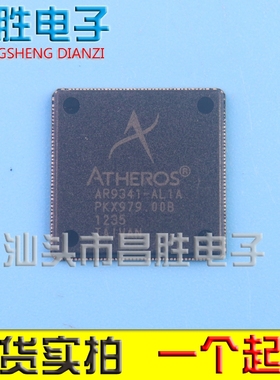 昌胜电子
GSHENG DIANZI
ATHEROS®
AR9341-AL1A
PKX979.00B
1235
汕头市昌胜电子
货实拍
一个起